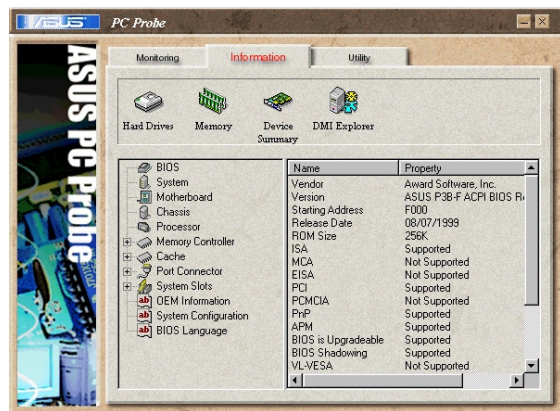 ASUS PC Probe
Monitoring Information Utility
Hard Drives Memory Device Summary DMI Explorer
ASUS PC Probe
BIOS
System
Motherboard
Chassis
Processor
Memory Controller
Cache
Port Connector
System Slots
OEM Information
System Configuration
BIOS Language
Name Property
Vendor Award Software, Inc.
Version ASUS P3B-F ACPI BIOS
Starting Address F000
Release Date 08/07/1999
ROM Size 256K
ISA Supported
MCA Not Supported
EISA Not Supported
PCI Supported
PCMCIA Not Supported
PnP Supported
APM Supported
BIOS is Upgradeable Supported
BIOS Shadowing Supported
VL-VESA Not Supported